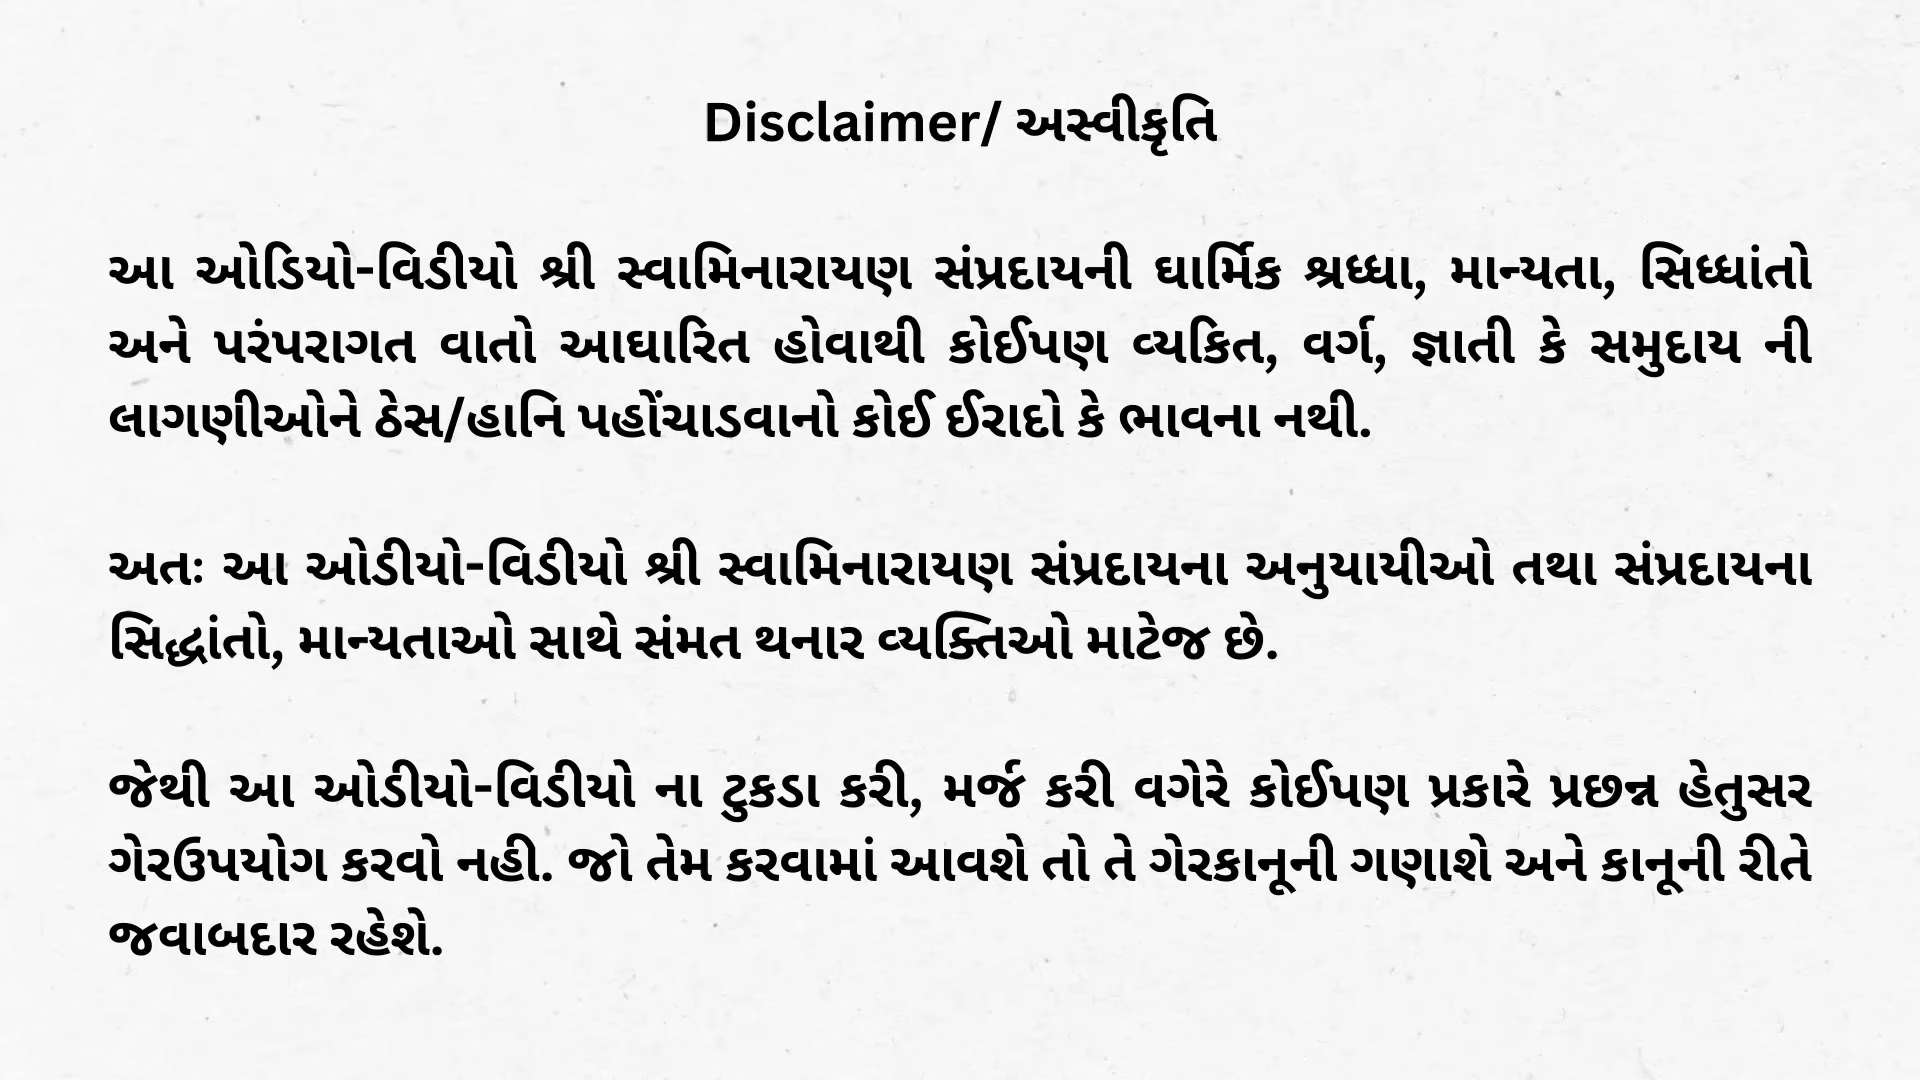 Disclaimer/ અસ્વીકૃતિ
આ ઓડિયો-વિડીયો શ્રી સ્વામિનારાયણ સંપ્રદાયની ઘાર્મિક શ્રધ્ધા, માન્યતા, સિધ્ધાંતો
અને પરંપરાગત વાતો આઘારિત હોવાથી કોઈપણ વ્યકિત, વર્ગ, જ્ઞાતી કે સમુદાય ની
લાગણીઓને ઠેસ/હાનિ પહોંચાડવાનો કોઈ ઈરાદો કે ભાવના નથી.
અતઃ આ ઓડીયો-વિડીયો શ્રી સ્વામિનારાયણ સંપ્રદાયના અનુયાયીઓ તથા સંપ્રદાયના
સિદ્ધાંતો, માન્યતાઓ સાથે સંમત થનાર વ્યક્તિઓ માટેજ છે.
જેથી આ ઓડીયો-વિડીયો ના ટુકડા કરી, મર્જ કરી વગેરે કોઈપણ પ્રકારે પ્રછન્ન હેતુસર
ગેરઉપયોગ કરવો નહી. જો તેમ કરવામાં આવશે તો તે ગેરકાનૂની ગણાશે અને કાનૂની રીતે
જવાબદાર રહેશે.